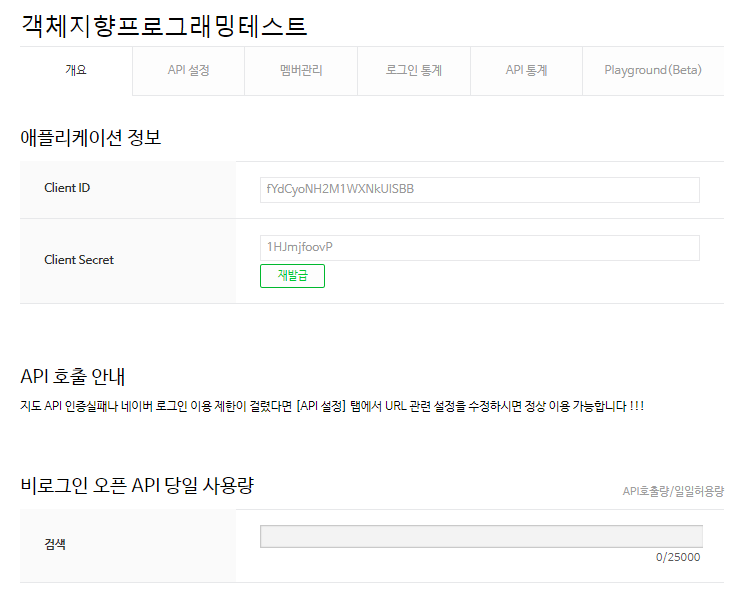 객체지향프로그래밍테스트
개요 API 설정 멤버관리 로그인 통계 API 통계 Playground(Beta)
애플리케이션 정보
Client ID fYdCyoNH2M1WXNkUISBB
Client Secret 1HJmjfoovP
재발급
API 호출 안내
지도 API 인증실패나 네이버 로그인 이용 제한이 걸렸다면 [API 설정] 탭에서 URL 관련 설정을 수정하시면 정상 이용 가능합니다 !!!
비로그인 오픈 API 당일 사용량 API호출량/일일허용량
검색
0/25000